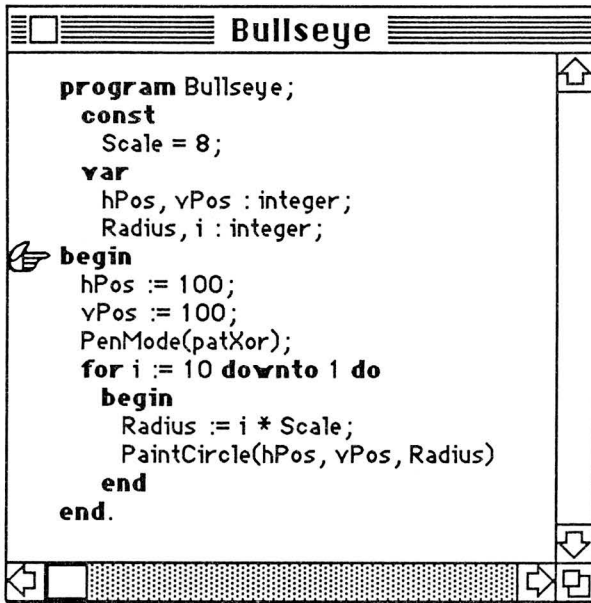 Bullseye
program Bullseye;
const
Scale = 8;
var
hPos, vPos : integer;
Radius, i : integer;
begin
hPos := 100;
vPos := 100;
PenMode(patXor);
for i := 10 downto 1 do
begin
Radius := i * Scale;
PaintCircle(hPos, vPos, Radius)
end
end.